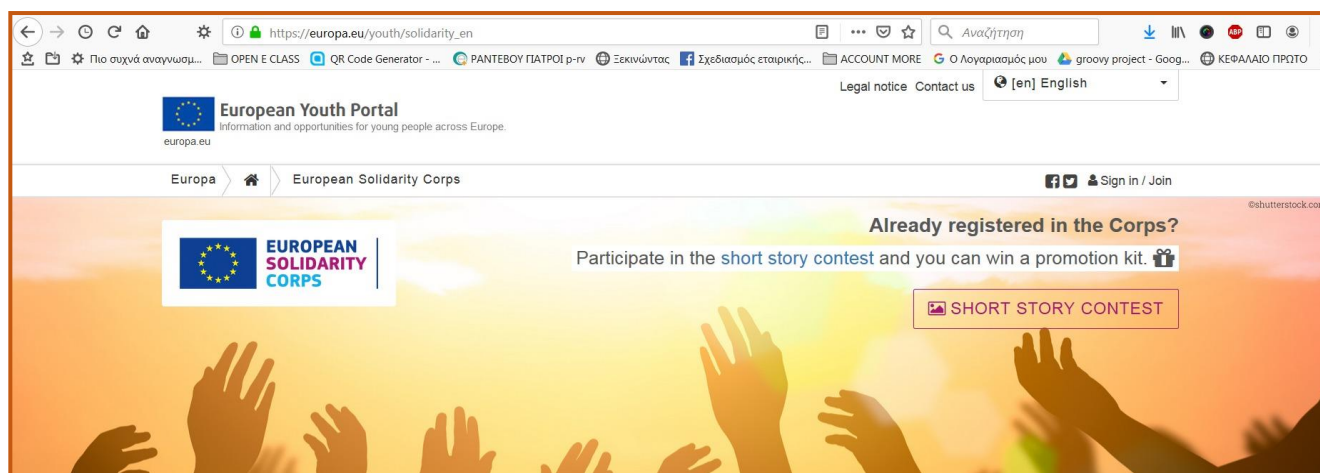 https://europa.eu/youth/solidarity_en
Αναζήτηση
Πιο συχνά αναγνωσμ... OPEN E CLASS QR Code Generator - ... ΡΑΝΤΕΒΟΥ ΓΙΑΤΡΟΙ p-rv Ξεκινώντας Σχεδιασμός εταιρικής... ACCOUNT MORE Ο Λογαριασμός μου groovy project - Goog... ΚΕΦΑΛΑΙΟ ΠΡΩΤΟ
Legal notice Contact us [en] English
European Youth Portal
Information and opportunities for young people across Europe.
europa.eu
Europa European Solidarity Corps Sign in / Join
©shutterstock.com
Already registered in the Corps?
EUROPEAN
SOLIDARITY
CORPS
Participate in the short story contest and you can win a promotion kit.
SHORT STORY CONTEST